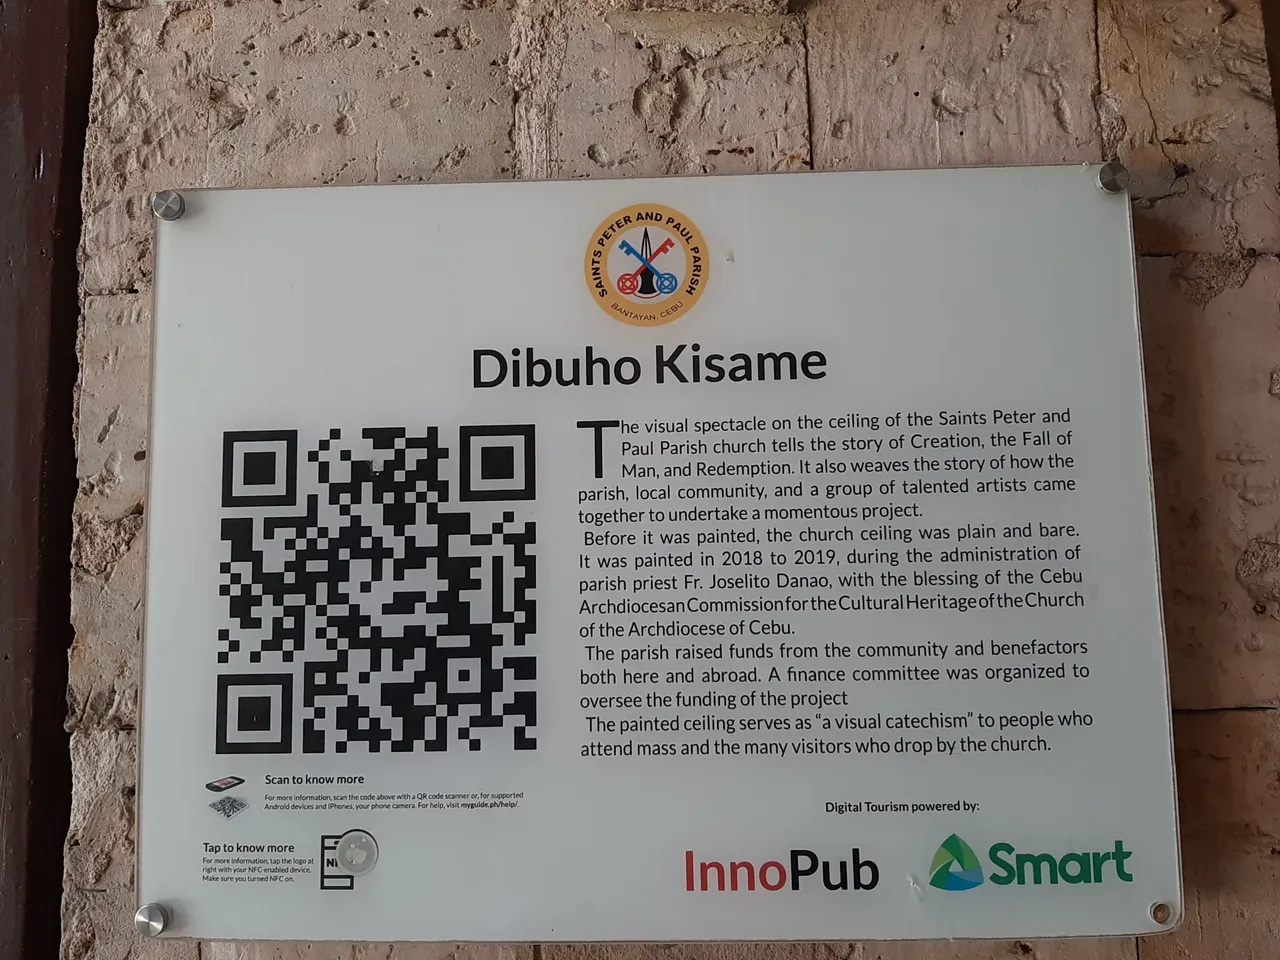 SAINTS PETER AND PAUL PARISH
BANTAYAN, CEBU
Dibuho Kisame
The visual spectacle on the ceiling of the Saints Peter and
Paul Parish church tells the story of Creation, the Fall of
Man, and Redemption. It also weaves the story of how the
parish, local community, and a group of talented artists came
together to undertake a momentous project.
Before it was painted, the church ceiling was plain and bare.
It was painted in 2018 to 2019, during the administration of
parish priest Fr. Joselito Danao, with the blessing of the Cebu
Archdiocesan Commission for the Cultural Heritage of the Church
of the Archdiocese of Cebu.
The parish raised funds from the community and benefactors
both here and abroad. A finance committee was organized to
oversee the funding of the project
The painted ceiling serves as “a visual catechism” to people who
attend mass and the many visitors who drop by the church.
Scan to know more
For more information, scan the code above with a QR code scanner or, for supported
Android devices and iPhones, your phone camera. For help, visit myguide.ph/help/.
Tap to know more
For more information, tap the logo at
right with your NFC-enabled device.
Make sure you turned NFC on.
Digital Tourism powered by:
InnoPub
Smart